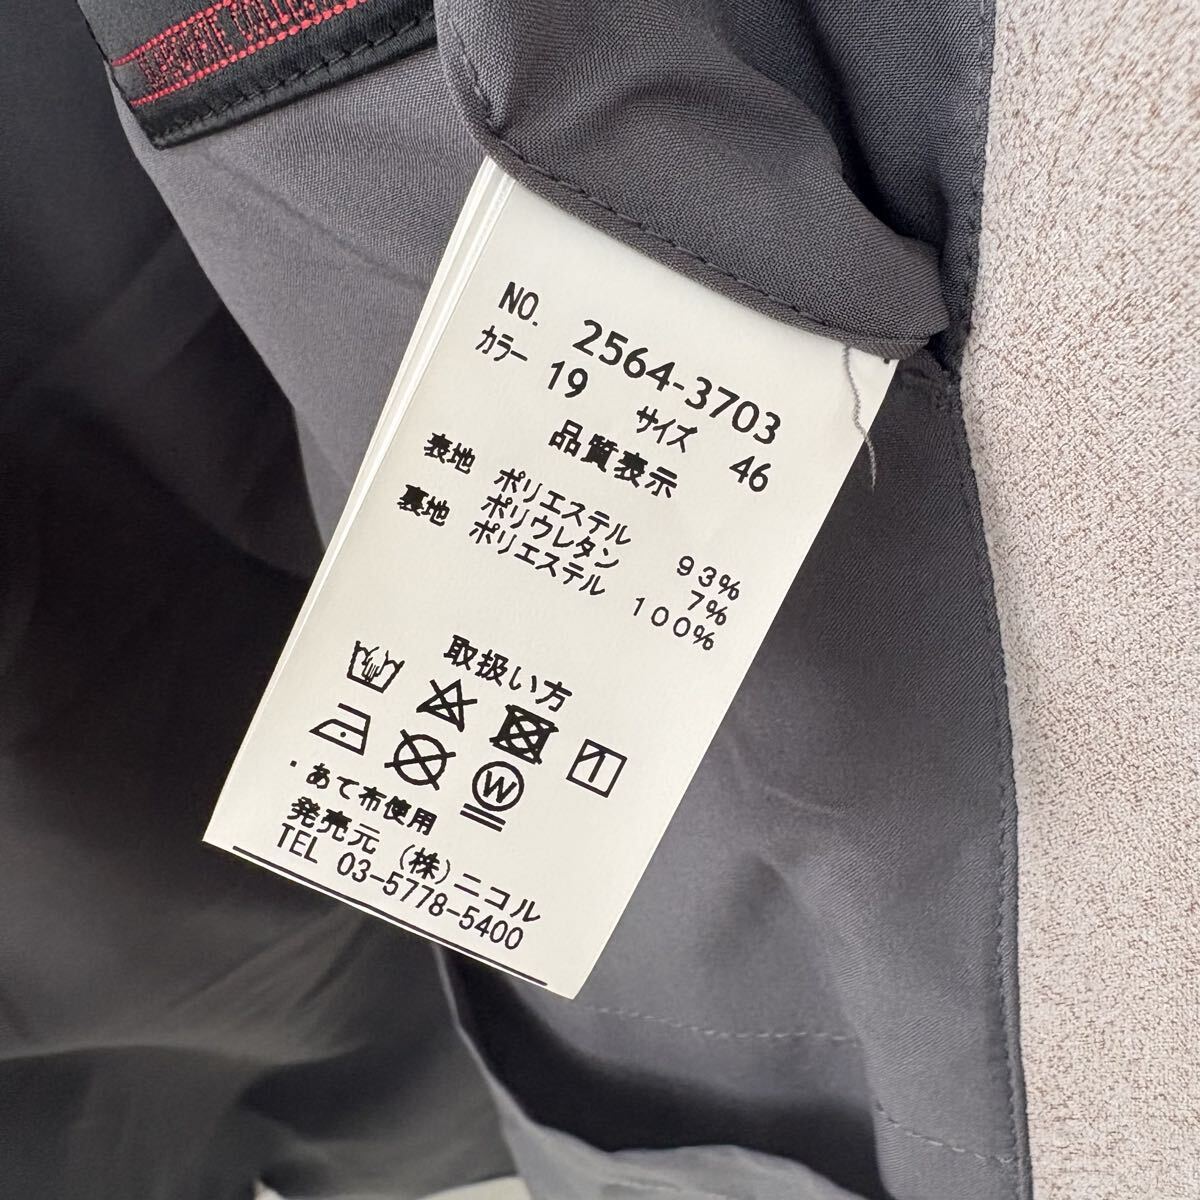 NO. 2564-3703
カラー 19 サイズ 46
品質表示
表地 ポリエステル 93%
ポリウレタン 7%
裏地 ポリエステル 100%
取扱い方
W
・あて布使用
発売元 (株)ニコル
TEL 03-5778-5400